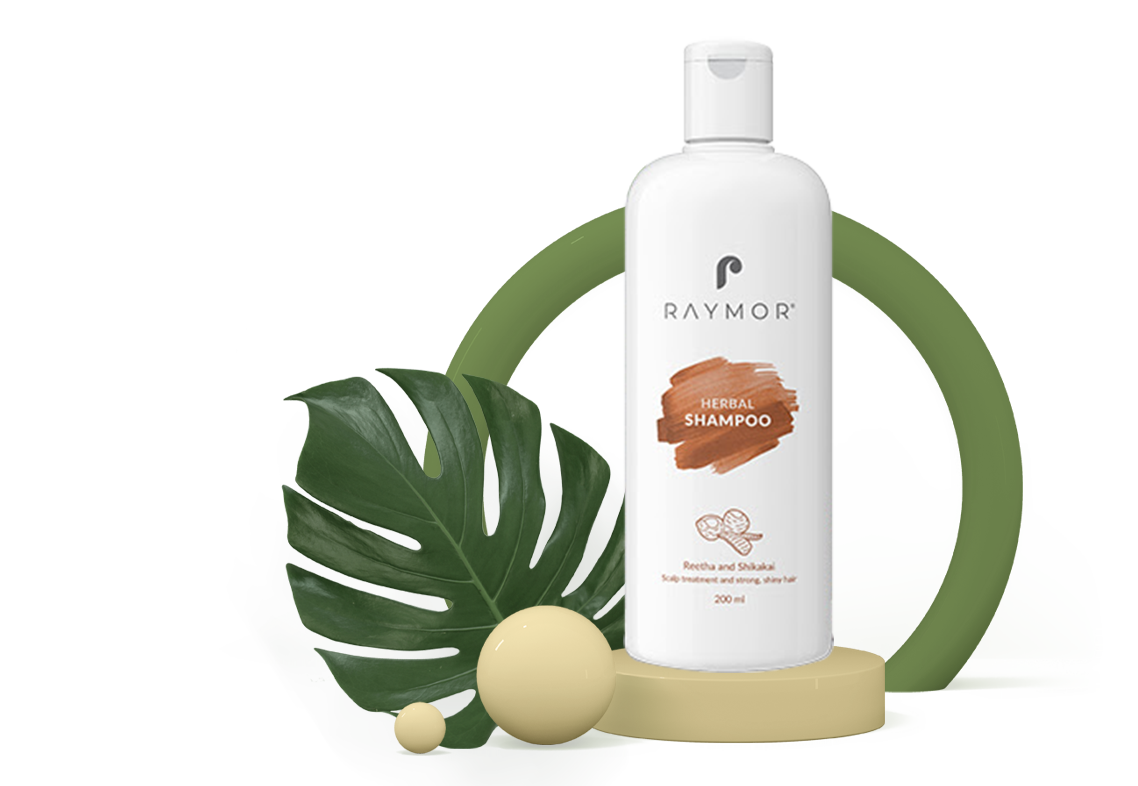 RAYMOR®
HERBAL
SHAMPOO
Reetha and Shikakai
Scalp treatment and strong, shiny hair
200 ml